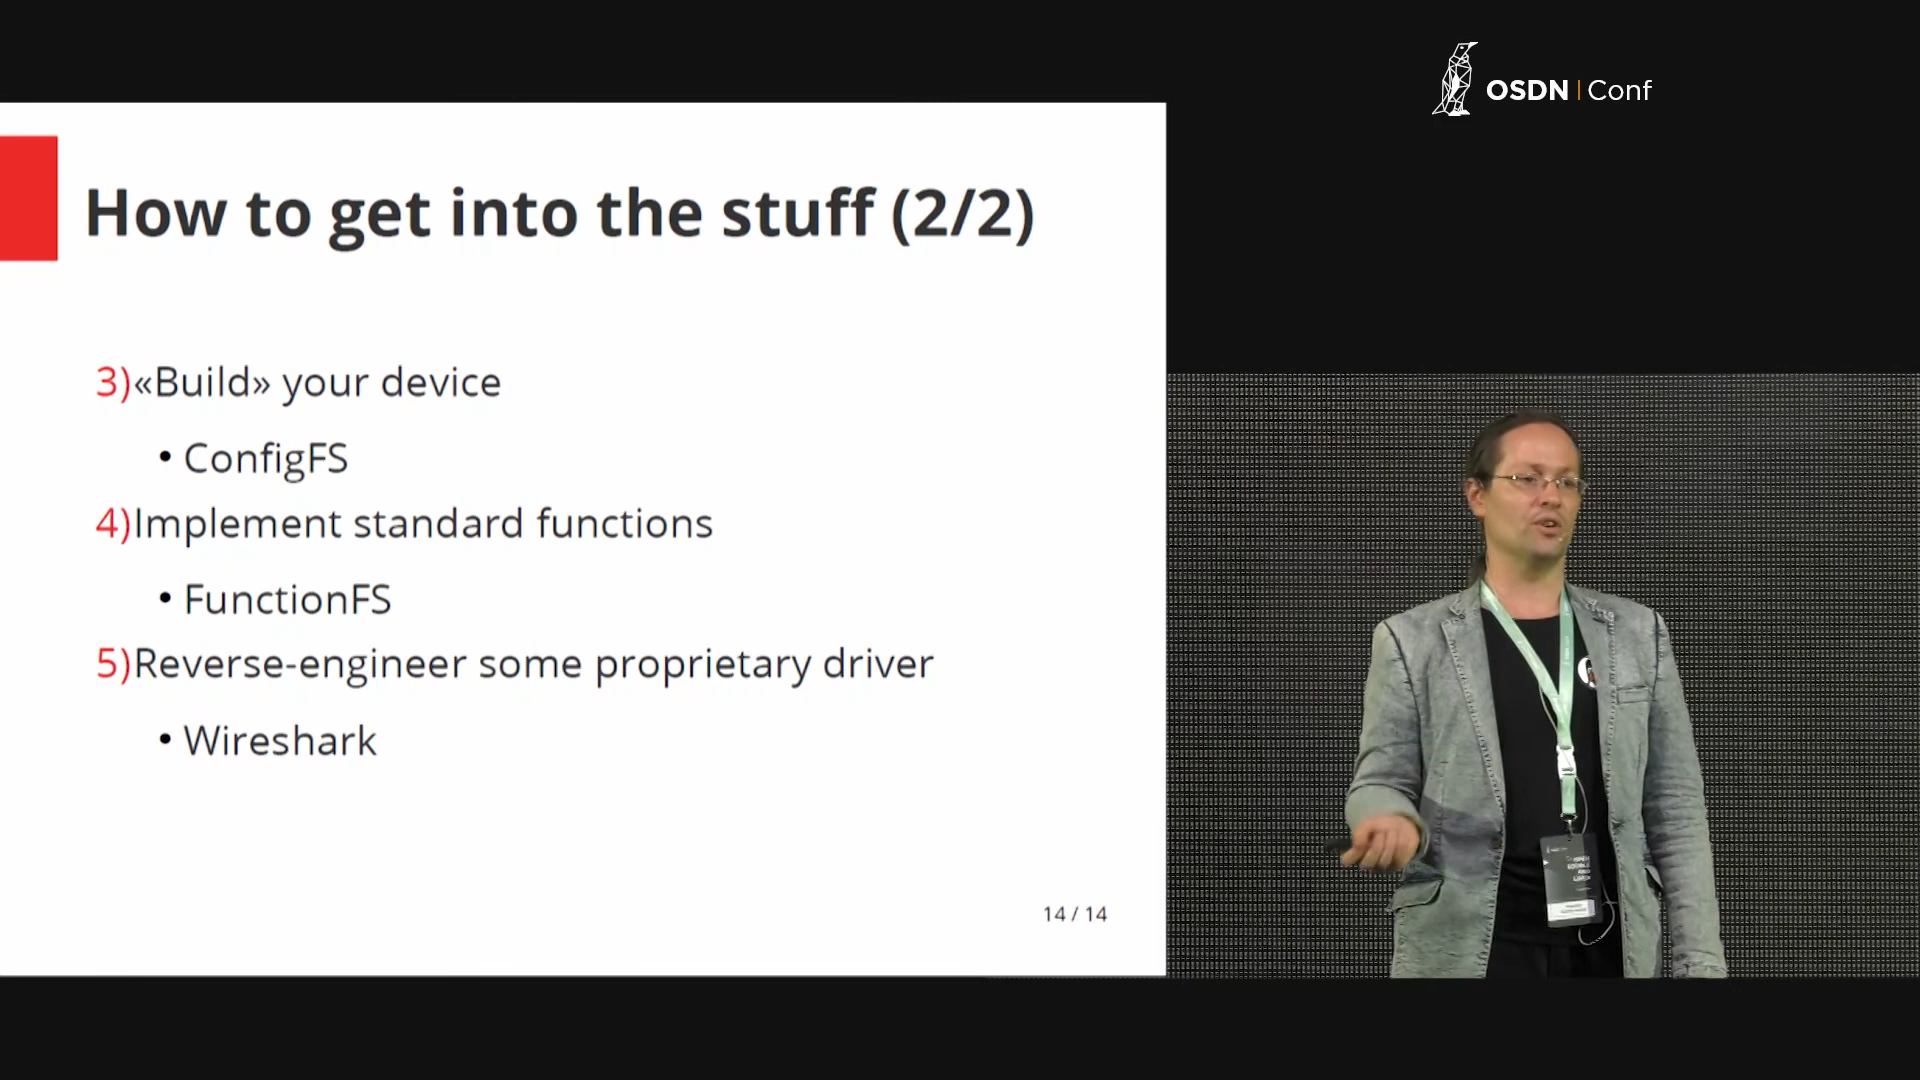 OSDN | Conf
How to get into the stuff (2/2)
3)«Build» your device
• ConfigFS
4)Implement standard functions
• FunctionFS
5)Reverse-engineer some proprietary driver
• Wireshark
14 / 14